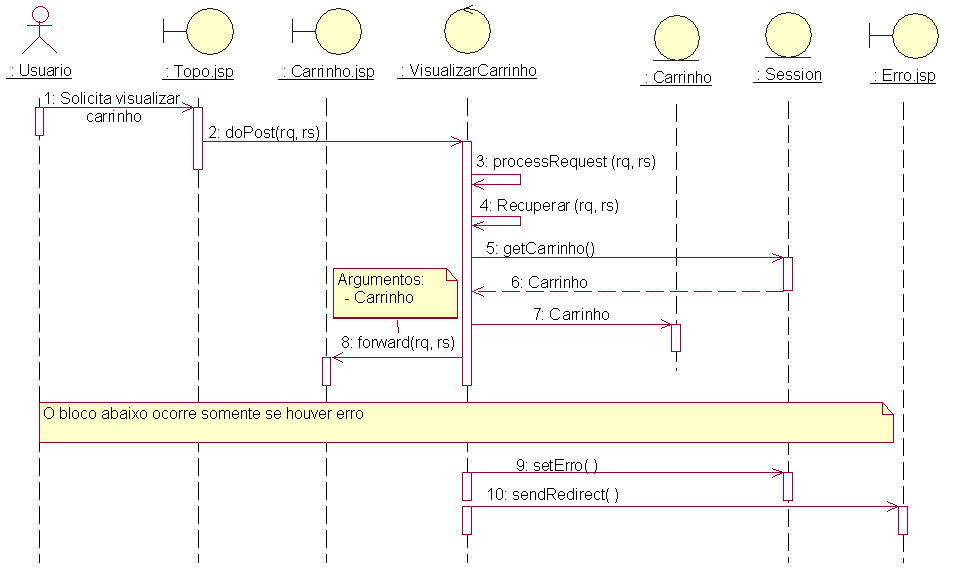 : Usuario
: Topo.jsp
: Carrinho.jsp
: VisualizarCarrinho
: Carrinho
: Session
: Erro.jsp
1: Solicita visualizar
carrinho
2: doPost(rq, rs)
3: processRequest (rq, rs)
4: Recuperar (rq, rs)
5: getCarrinho()
Argumentos:
- Carrinho
6: Carrinho
7: Carrinho
8: forward(rq, rs)
O bloco abaixo ocorre somente se houver erro
9: setErro( )
10: sendRedirect( )